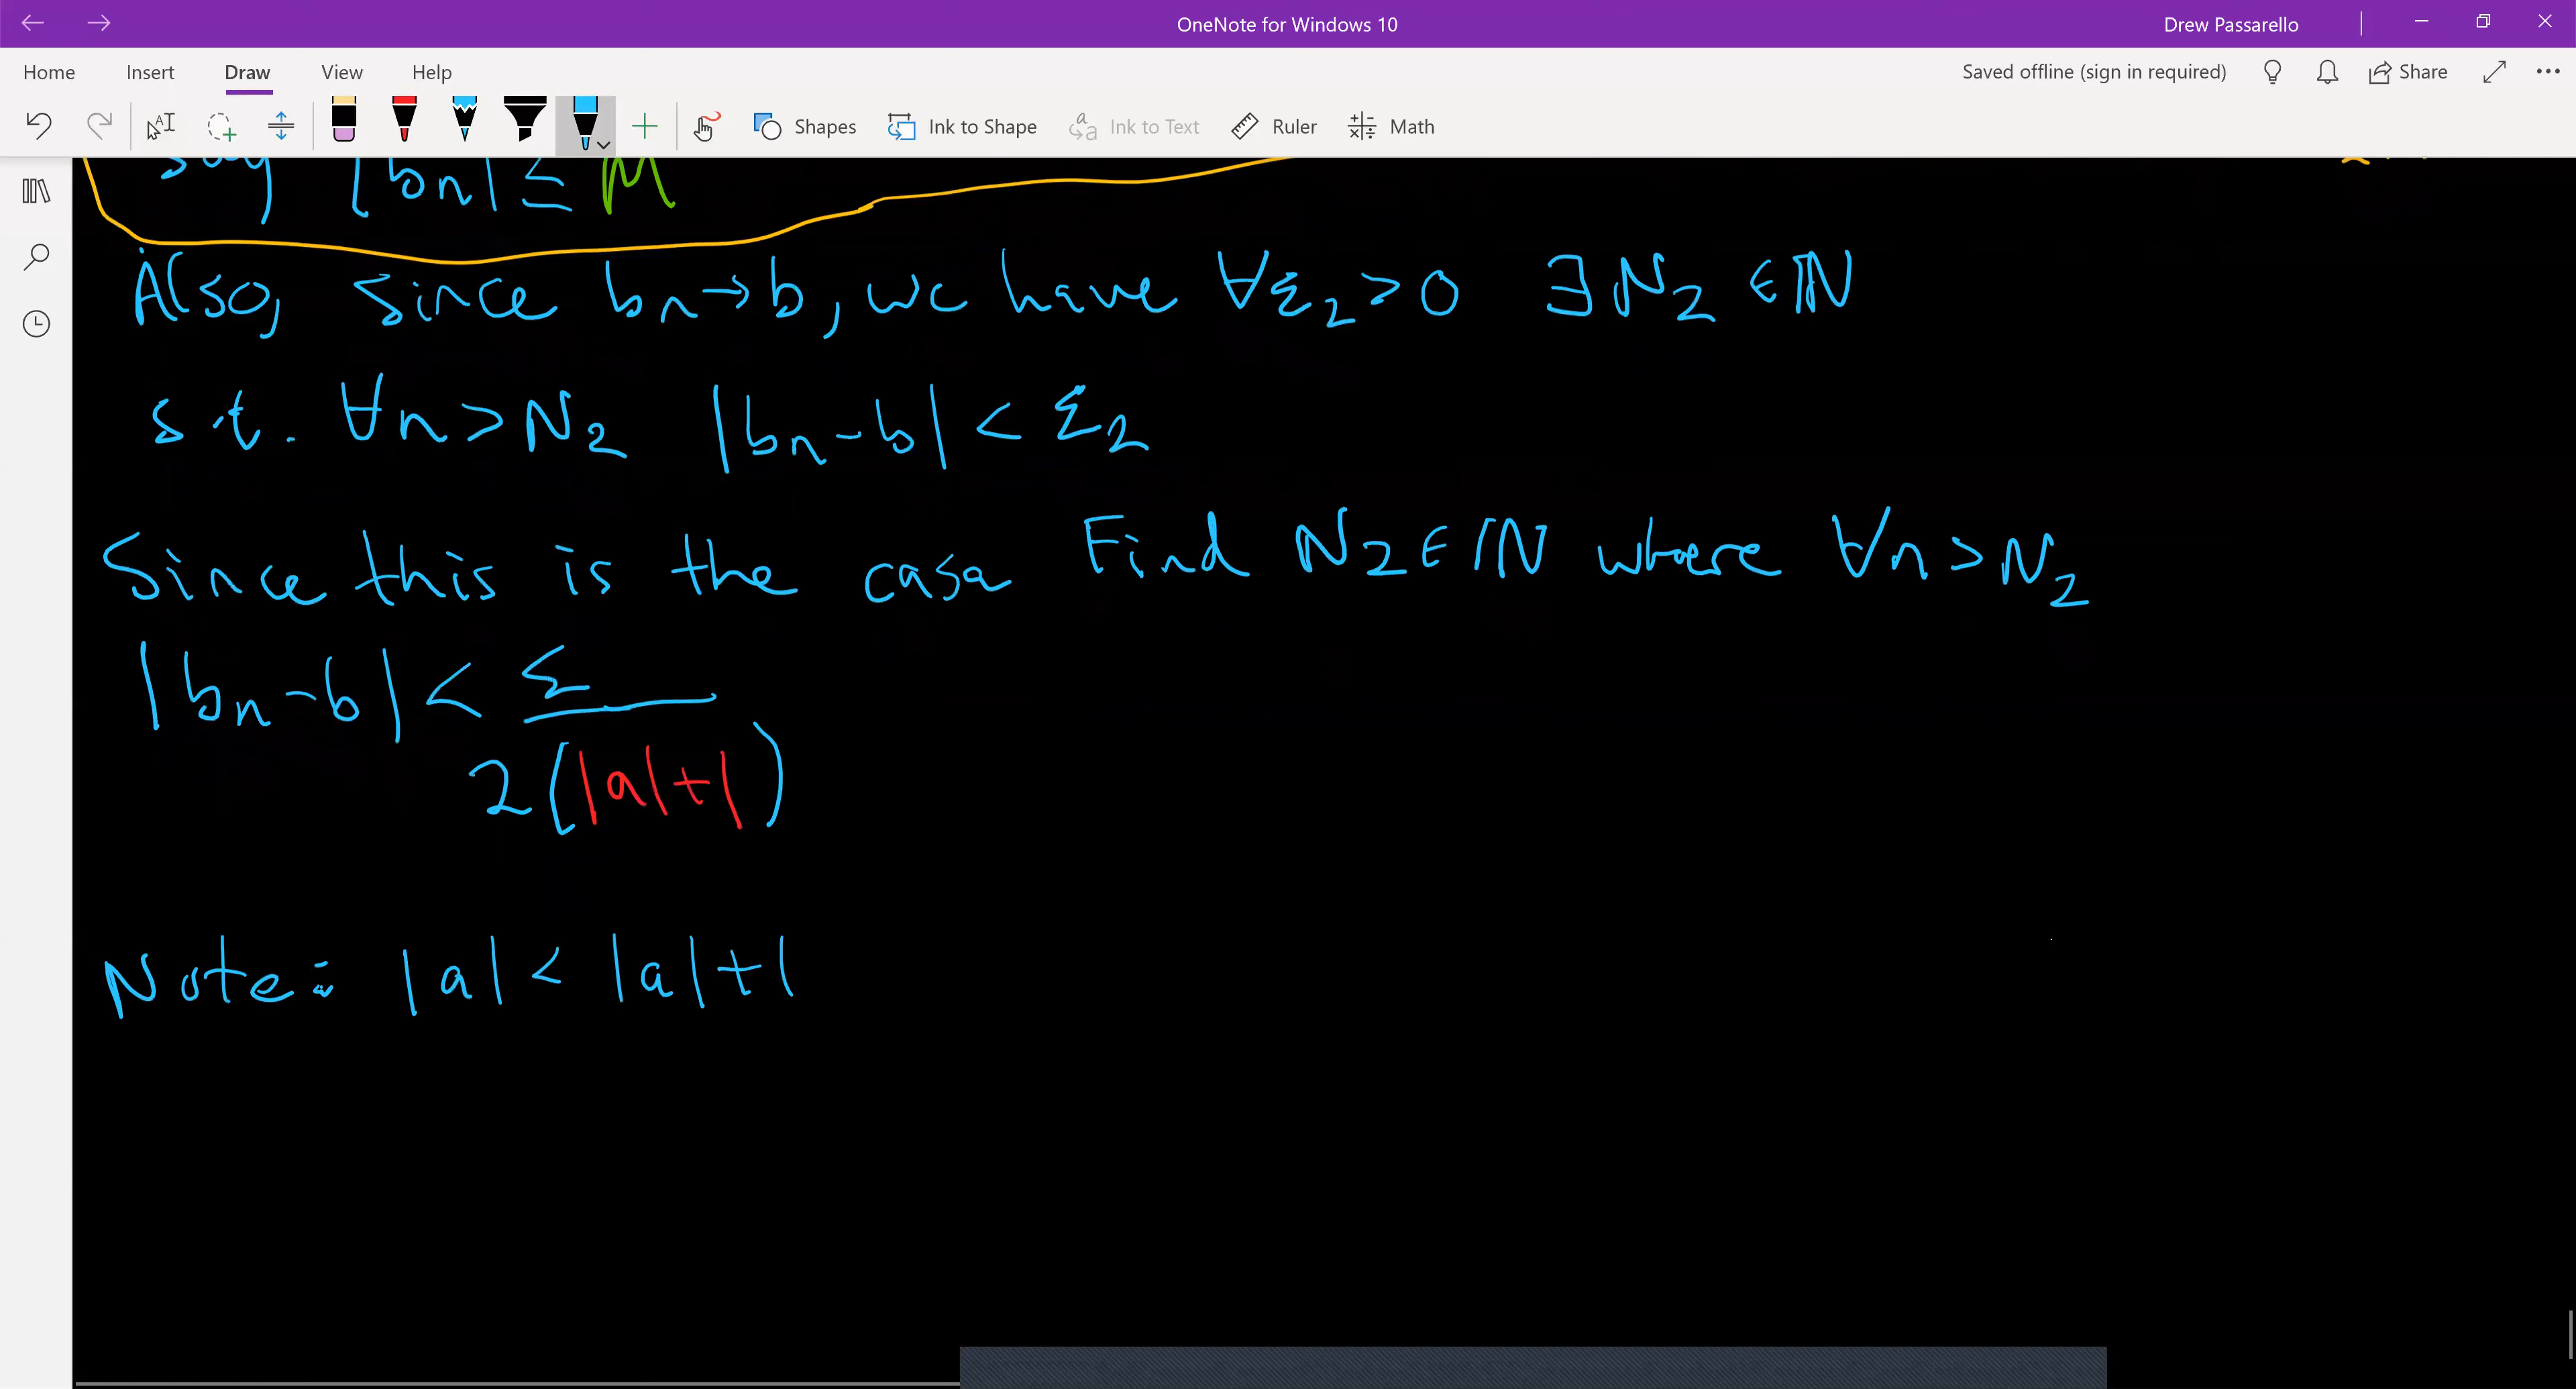 OneNote for Windows 10
Drew Passarello
Home Insert Draw View Help
Saved offline (sign in required) Share
Shapes Ink to Shape Ink to Text Ruler Math
say |bn| ≤ M
Also, since bn→b, we have ∀ε₂>0 ∃N₂∈ℕ
s.t. ∀n>N₂ |bn-b|<ε₂
Since this is the case Find N₂∈ℕ where ∀n>N₂
|bn-b| < ε
2(|a|+1)
Note: |a| < |a|+1